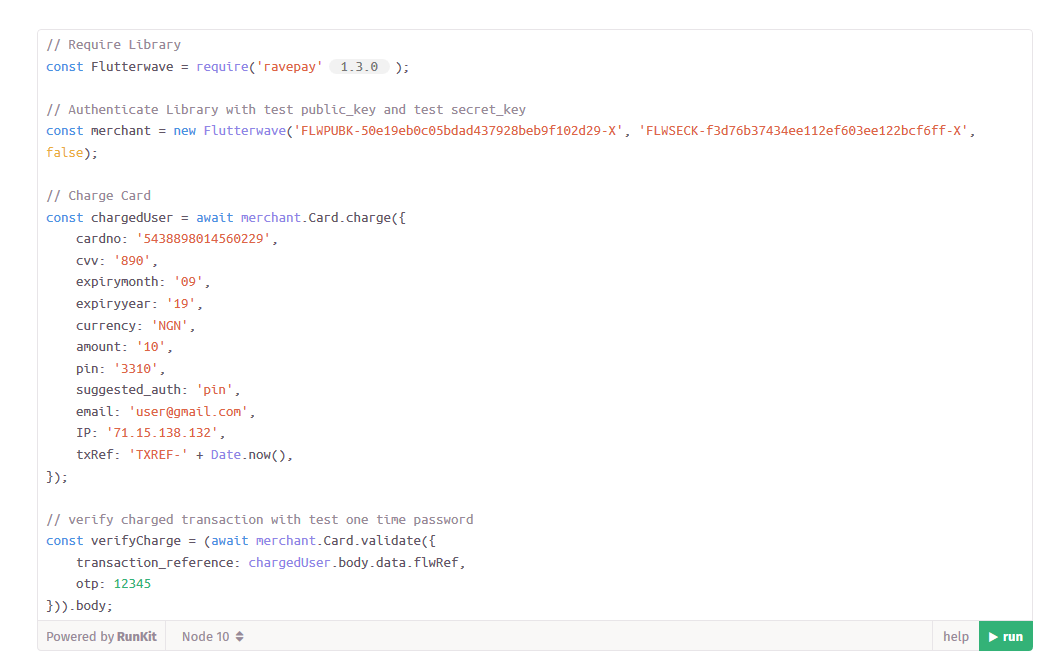 // Require Library
const Flutterwave = require('ravepay' 1.3.0 );
// Authenticate Library with test public_key and test secret_key
const merchant = new Flutterwave('FLWPUBK-50e19eb0c05bdad437928beb9f102d29-X', 'FLWSECK-f3d76b37434ee112ef603ee122bcf6ff-X',
false);
// Charge Card
const chargedUser = await merchant.Card.charge({
    cardno: '5438898014560229',
    cvv: '890',
    expirymonth: '09',
    expiryyear: '19',
    currency: 'NGN',
    amount: '10',
    pin: '3310',
    suggested_auth: 'pin',
    email: 'user@gmail.com',
    IP: '71.15.138.132',
    txRef: 'TXREF-' + Date.now(),
});
// verify charged transaction with test one time password
const verifyCharge = (await merchant.Card.validate({
    transaction_reference: chargedUser.body.data.flwRef,
    otp: 12345
})).body;
Powered by RunKit Node 10 help run